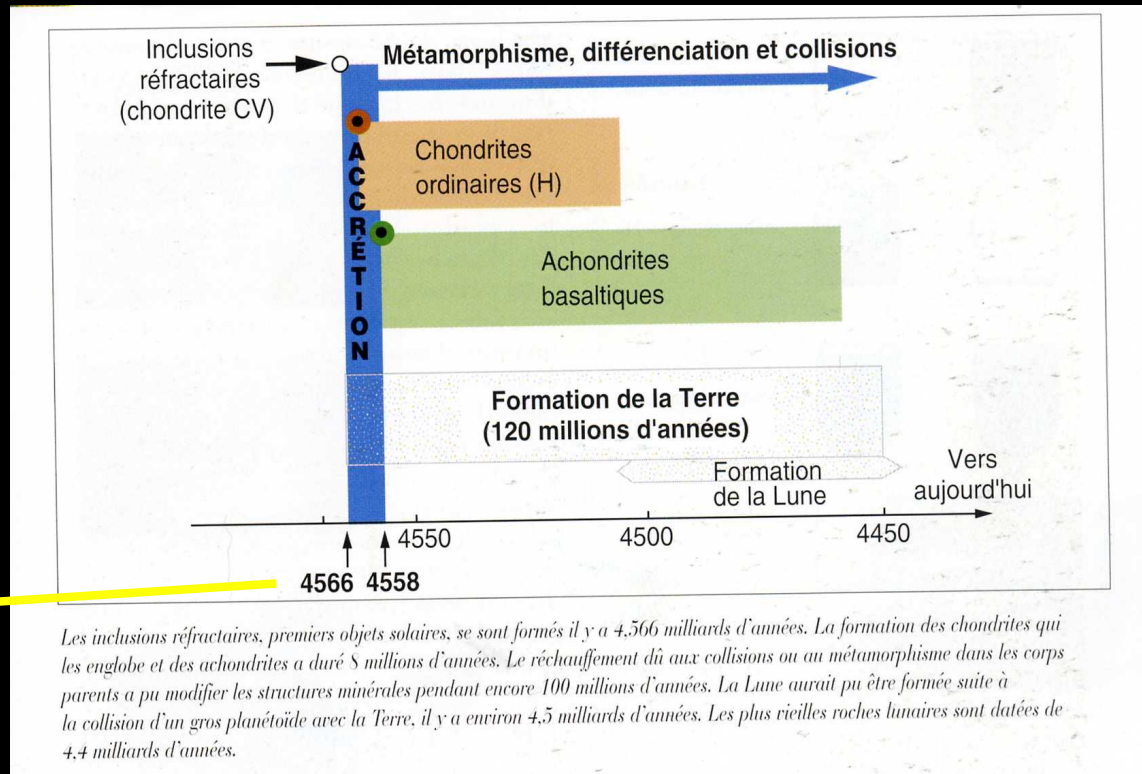 Inclusions
réfractaires
(chondrite CV)
Métamorphisme, différenciation et collisions
ACCRÉTION
Chondrites
ordinaires (H)
Achondrites
basaltiques
Formation de la Terre
(120 millions d'années)
Formation
de la Lune
Vers
aujourd'hui
4550
4500
4450
4566 4558
Les inclusions réfractaires, premiers objets solaires, se sont formés il y a 4,566 milliards d'années. La formation des chondrites qui
les englobe et des achondrites a duré 8 millions d'années. Le réchauffement dû aux collisions ou au métamorphisme dans les corps
parents a pu modifier les structures minérales pendant encore 100 millions d'années. La Lune aurait pu être formée suite à
la collision d'un gros planétoïde avec la Terre, il y a environ 4,5 milliards d'années. Les plus vieilles roches lunaires sont datées de
4,4 milliards d'années.